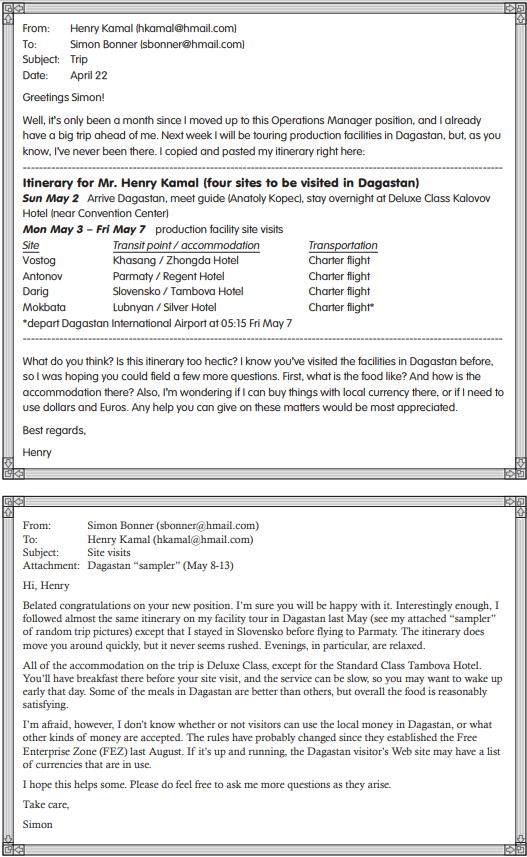 From: Henry Kamal (hkamal@hmail.com)
To: Simon Bonner (sbonner@hmail.com)
Subject: Trip
Date: April 22
Greetings Simon!
Well, it's only been a month since I moved up to this Operations Manager position, and I already
have a big trip ahead of me. Next week I will be touring production facilities in Dagastan, but, as you
know, I've never been there. I copied and pasted my itinerary right here:
Itinerary for Mr. Henry Kamal (four sites to be visited in Dagastan)
Sun May 2 Arrive Dagastan, meet guide (Anatoly Kopec), stay overnight at Deluxe Class Kalovov
Hotel (near Convention Center)
Mon May 3 – Fri May 7 production facility site visits
Site Transit point / accommodation Transportation
Vostog Khasang / Zhongda Hotel Charter flight
Antonov Parmaty / Regent Hotel Charter flight
Darig Slovensko / Tambova Hotel Charter flight
Mokbata Lubnyan / Silver Hotel Charter flight*
*depart Dagastan International Airport at 05:15 Fri May 7
What do you think? Is this itinerary too hectic? I know you've visited the facilities in Dagastan before,
so I was hoping you could field a few more questions. First, what is the food like? And how is the
accommodation there? Also, I'm wondering if I can buy things with local currency there, or if I need to
use dollars and Euros. Any help you can give on these matters would be most appreciated.
Best regards,
Henry
From: Simon Bonner (sbonner@hmail.com)
To: Henry Kamal (hkamal@hmail.com)
Subject: Site visits
Attachment: Dagastan “sampler” (May 8-13)
Hi, Henry
Belated congratulations on your new position. I'm sure you will be happy with it. Interestingly enough, I
followed almost the same itinerary on my facility tour in Dagastan last May (see my attached “sampler”
of random trip pictures) except that I stayed in Slovensko before flying to Parmaty. The itinerary does
move you around quickly, but it never seems rushed. Evenings, in particular, are relaxed.
All of the accommodation on the trip is Deluxe Class, except for the Standard Class Tambova Hotel.
You'll have breakfast there before your site visit, and the service can be slow, so you may want to wake up
early that day. Some of the meals in Dagastan are better than others, but overall the food is reasonably
satisfying.
I'm afraid, however, I don't know whether or not visitors can use the local money in Dagastan, or what
other kinds of money are accepted. The rules have probably changed since they established the Free
Enterprise Zone (FEZ) last August. If it's up and running, the Dagastan visitor's Web site may have a list
of currencies that are in use.
I hope this helps some. Please do feel free to ask me more questions as they arise.
Take care,
Simon